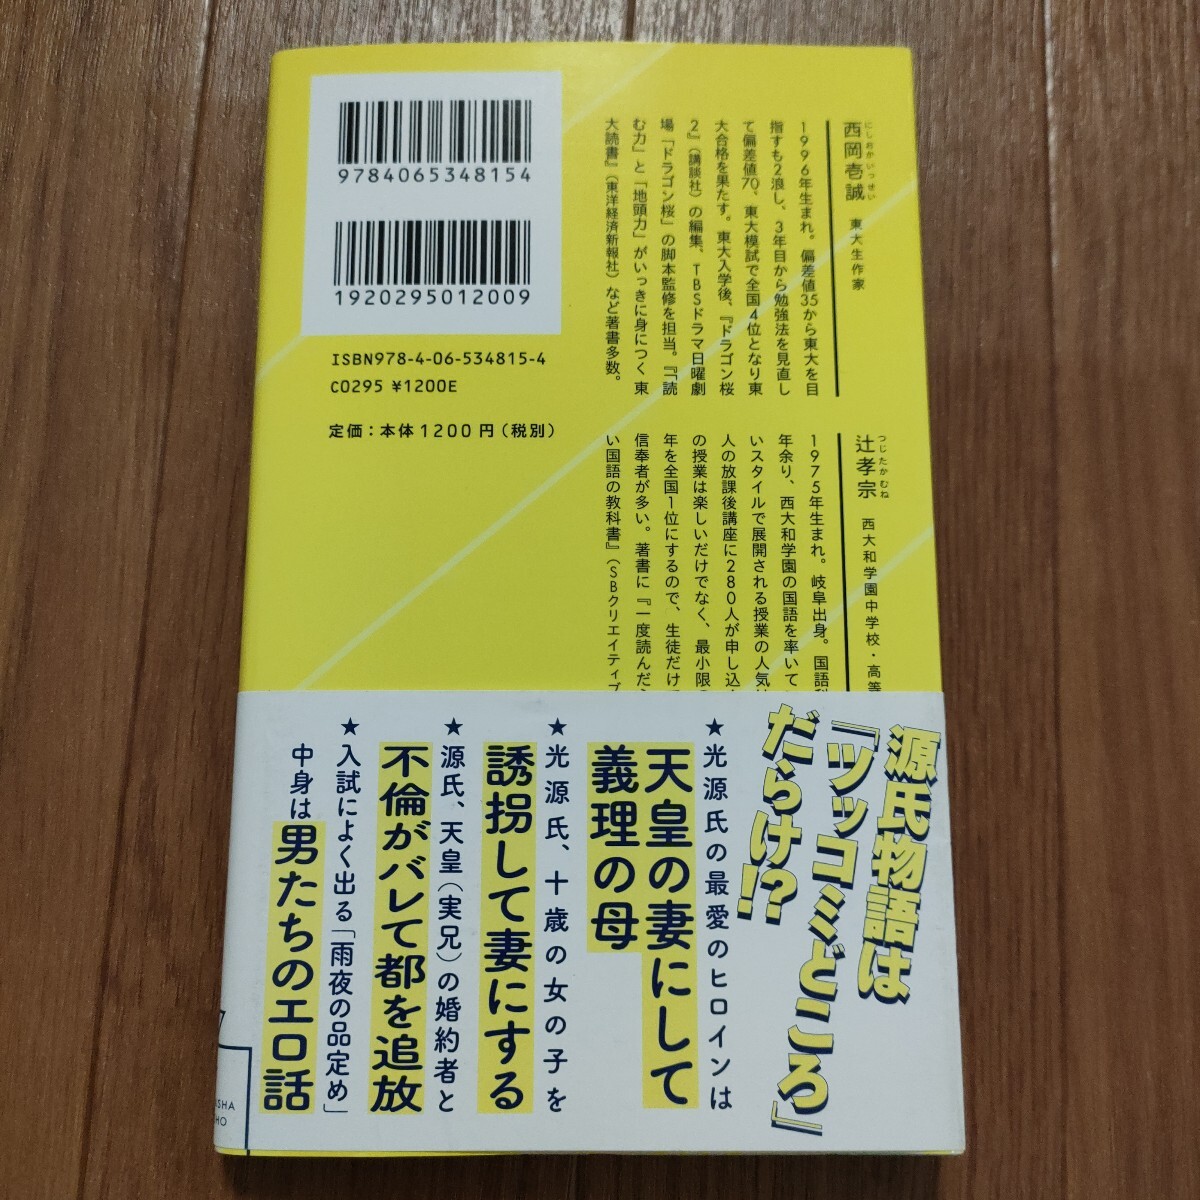 9784065348154
1920295012009
ISBN978-4-06-534815-4
C0295 ¥1200E
定価：本体1200円（税別）
にしおかいっせい
西岡壱誠 東大生作家
1996年生まれ。偏差値35から東大を目
指すも2浪し、3年目から勉強法を見直し
て偏差値70、東大模試で全国4位となり東
大合格を果たす。東大入学後、『ドラゴン桜
2』（講談社）の編集、TBSドラマ日曜劇
場「ドラゴン桜」の脚本監修を担当。『「読
む力」と「地頭力」がいっきに身につく 東
大読書』（東洋経済新報社）など著書多数。
つじたかむね
辻孝宗 西大和学園中学校・高等
1975年生まれ。岐阜出身。国語科
年余り、西大和学園の国語を率いて
いスタイルで展開される授業の人気は
人の放課後講座に280人が申し込
の授業は楽しいだけでなく、最小限の
年を全国1位にするので、生徒だけで
信奉者が多い。著書に『一度読んだら
い国語の教科書』（SBクリエイティブ
源氏物語は
「ツッコミどころ」
だらけ!?
★光源氏の最愛のヒロインは
天皇の妻にして
義理の母
★光源氏、十歳の女の子を
誘拐して妻にする
★源氏、天皇（実兄）の婚約者と
不倫がバレて都を追放
★入試によく出る「雨夜の品定め」
中身は男たちのエロ話
7
SHA
HO